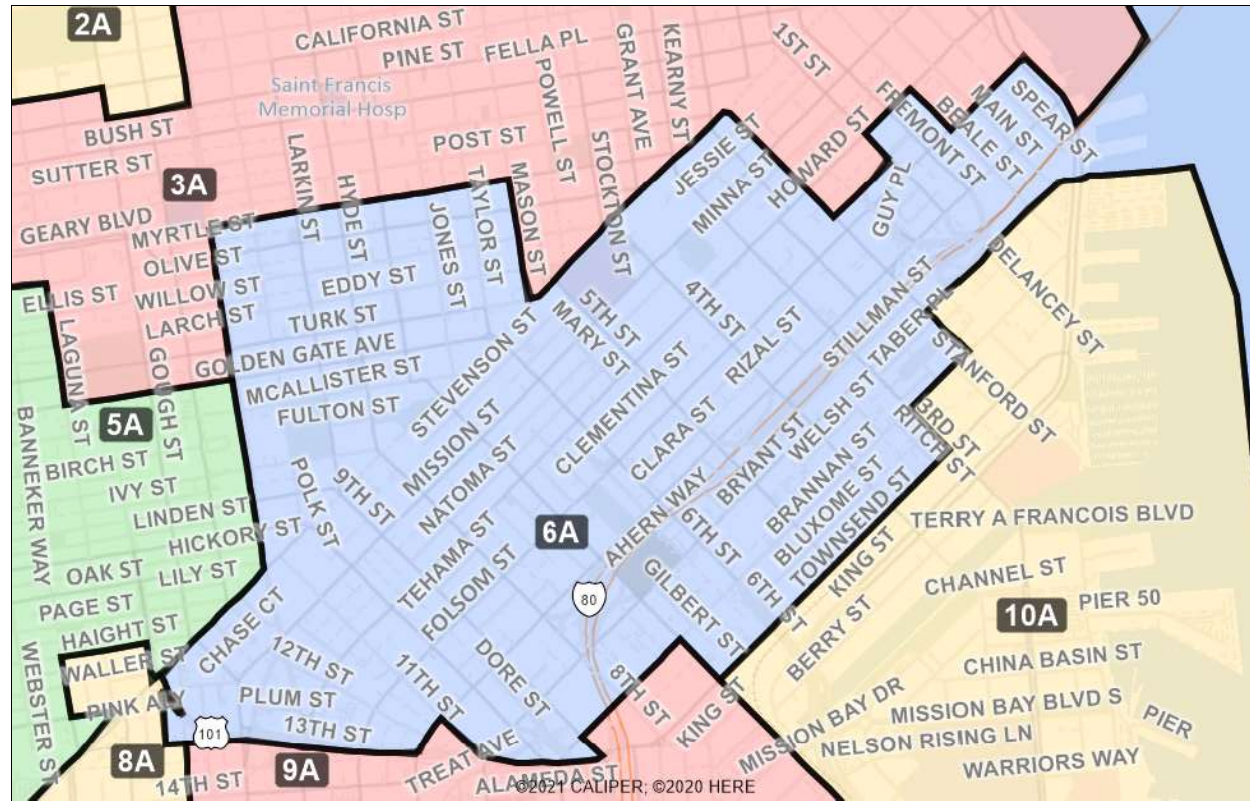 2A
CALIFORNIA ST
PINE ST
FELLA PL
POWELL ST
GRANT AVE
KEARNY ST
1ST ST
Saint Francis
Memorial Hosp
BUSH ST
SUTTER ST
3A
LARKIN ST
HYDE ST
POST ST
TAYLOR ST
MASON ST
STOCKTON ST
JESSIE ST
MINNA ST
HOWARD ST
FREMONT ST
BEALE ST
MAIN ST
SPEAR ST
GUY PL
GEARY BLVD
MYRTLE ST
OLIVE ST
JONES ST
EDDY ST
ELLIS ST
WILLOW ST
LARCH ST
TURK ST
GOLDEN GATE AVE
MCALLISTER ST
FULTON ST
LAGUNA ST
GOUGH ST
5A
STEVENSON ST
5TH ST
MARY ST
4TH ST
RIZAL ST
STILLMAN ST
TABER PL
DELANCEY ST
STANFORD ST
3RD ST
RITCH ST
BANNEKER WAY
BIRCH ST
IVY ST
LINDEN ST
HICKORY ST
POLK ST
9TH ST
MISSION ST
NATOMA ST
CLEMENTINA ST
CLARA ST
WELSH ST
BRYANT ST
BRANNAN ST
BLUXOME ST
TOWNSEND ST
OAK ST
LILY ST
PAGE ST
HAIGHT ST
TEHAMA ST
FOLSOM ST
6A
AHERN WAY
6TH ST
6TH ST
KING ST
TERRY A FRANCOIS BLVD
CHANNEL ST
PIER 50
10A
80
GILBERT ST
BERRY ST
CHINA BASIN ST
WEBSTER ST
WALLER ST
PINK ALY
CHASE CT
12TH ST
11TH ST
DORE ST
8TH ST
KING ST
PLUM ST
13TH ST
101
MISSION BAY DR
MISSION BAY BLVD S
PIER
NELSON RISING LN
WARRIORS WAY
8A
14TH ST
9A
TREAT AVE
ALAMEDA ST
©2021 CALIPER; ©2020 HERE